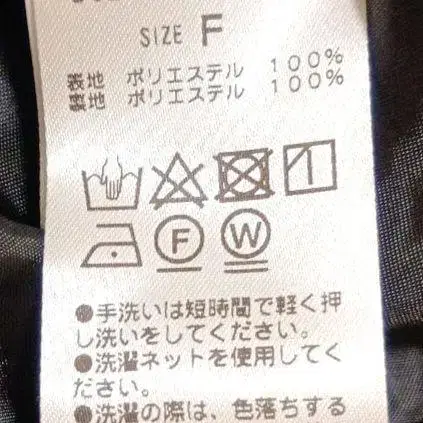 SIZE F
表地 ポリエステル 100%
裏地 ポリエステル 100%
F W
●手洗いは短時間で軽く押
し洗いをしてください。
●洗濯ネットを使用してく
ださい。
●洗濯の際は、色落ちする